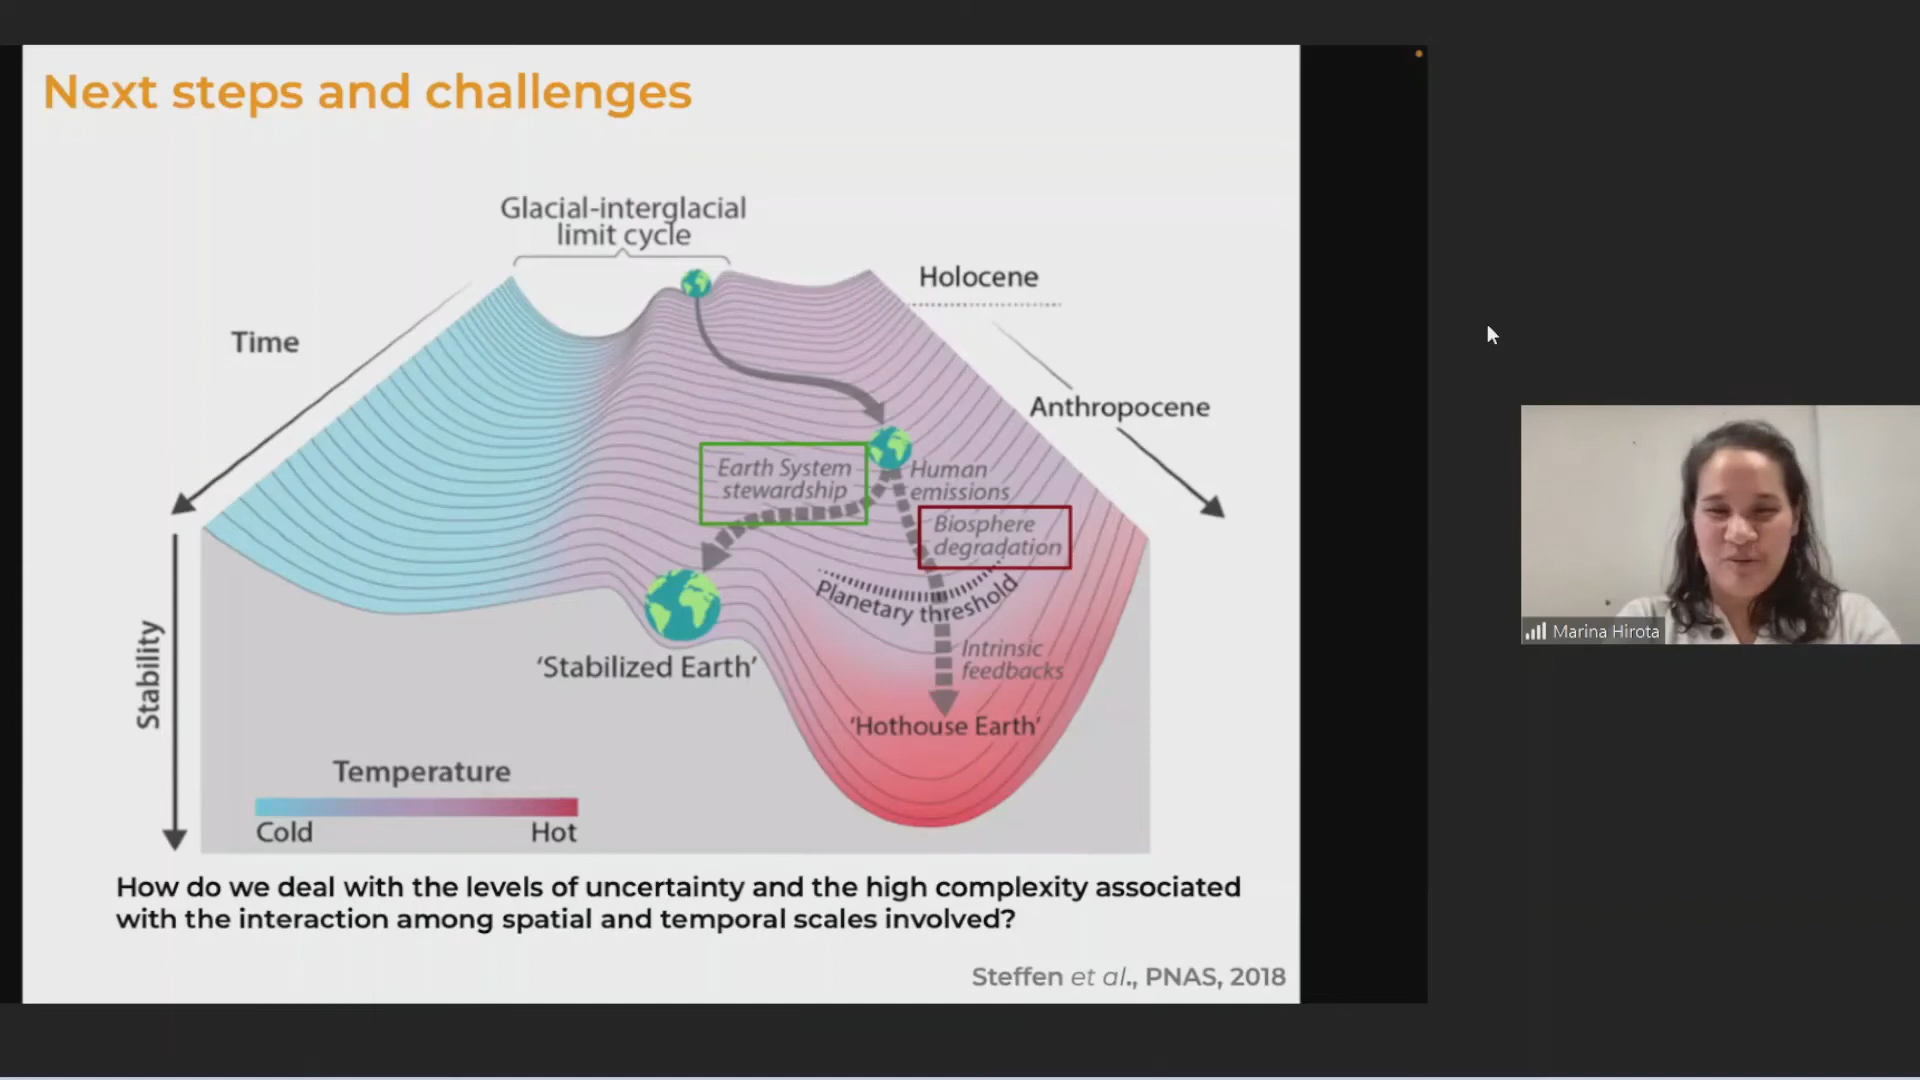 Next steps and challenges
Glacial-interglacial
limit cycle
Holocene
Time
Anthropocene
Earth System
stewardship
Human
emissions
Biosphere
degradation
Planetary threshold
Stability
'Stabilized Earth'
Intrinsic
feedbacks
'Hothouse Earth'
Temperature
Cold
Hot
How do we deal with the levels of uncertainty and the high complexity associated
with the interaction among spatial and temporal scales involved?
Steffen et al., PNAS, 2018
Marina Hirota